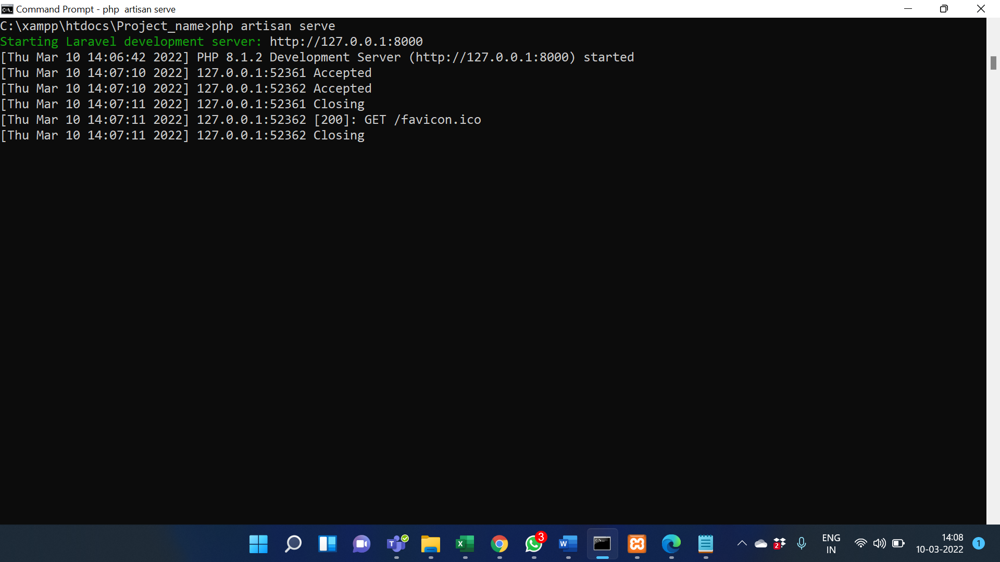 Command Prompt - php  artisan serve
C:\xampp\htdocs\Project_name>php artisan serve
Starting Laravel development server: http://127.0.0.1:8000
[Thu Mar 10 14:06:42 2022] PHP 8.1.2 Development Server (http://127.0.0.1:8000) started
[Thu Mar 10 14:07:10 2022] 127.0.0.1:52361 Accepted
[Thu Mar 10 14:07:10 2022] 127.0.0.1:52362 Accepted
[Thu Mar 10 14:07:11 2022] 127.0.0.1:52361 Closing
[Thu Mar 10 14:07:11 2022] 127.0.0.1:52362 [200]: GET /favicon.ico
[Thu Mar 10 14:07:11 2022] 127.0.0.1:52362 Closing
3
2
ENG
IN
14:08
10-03-2022
1